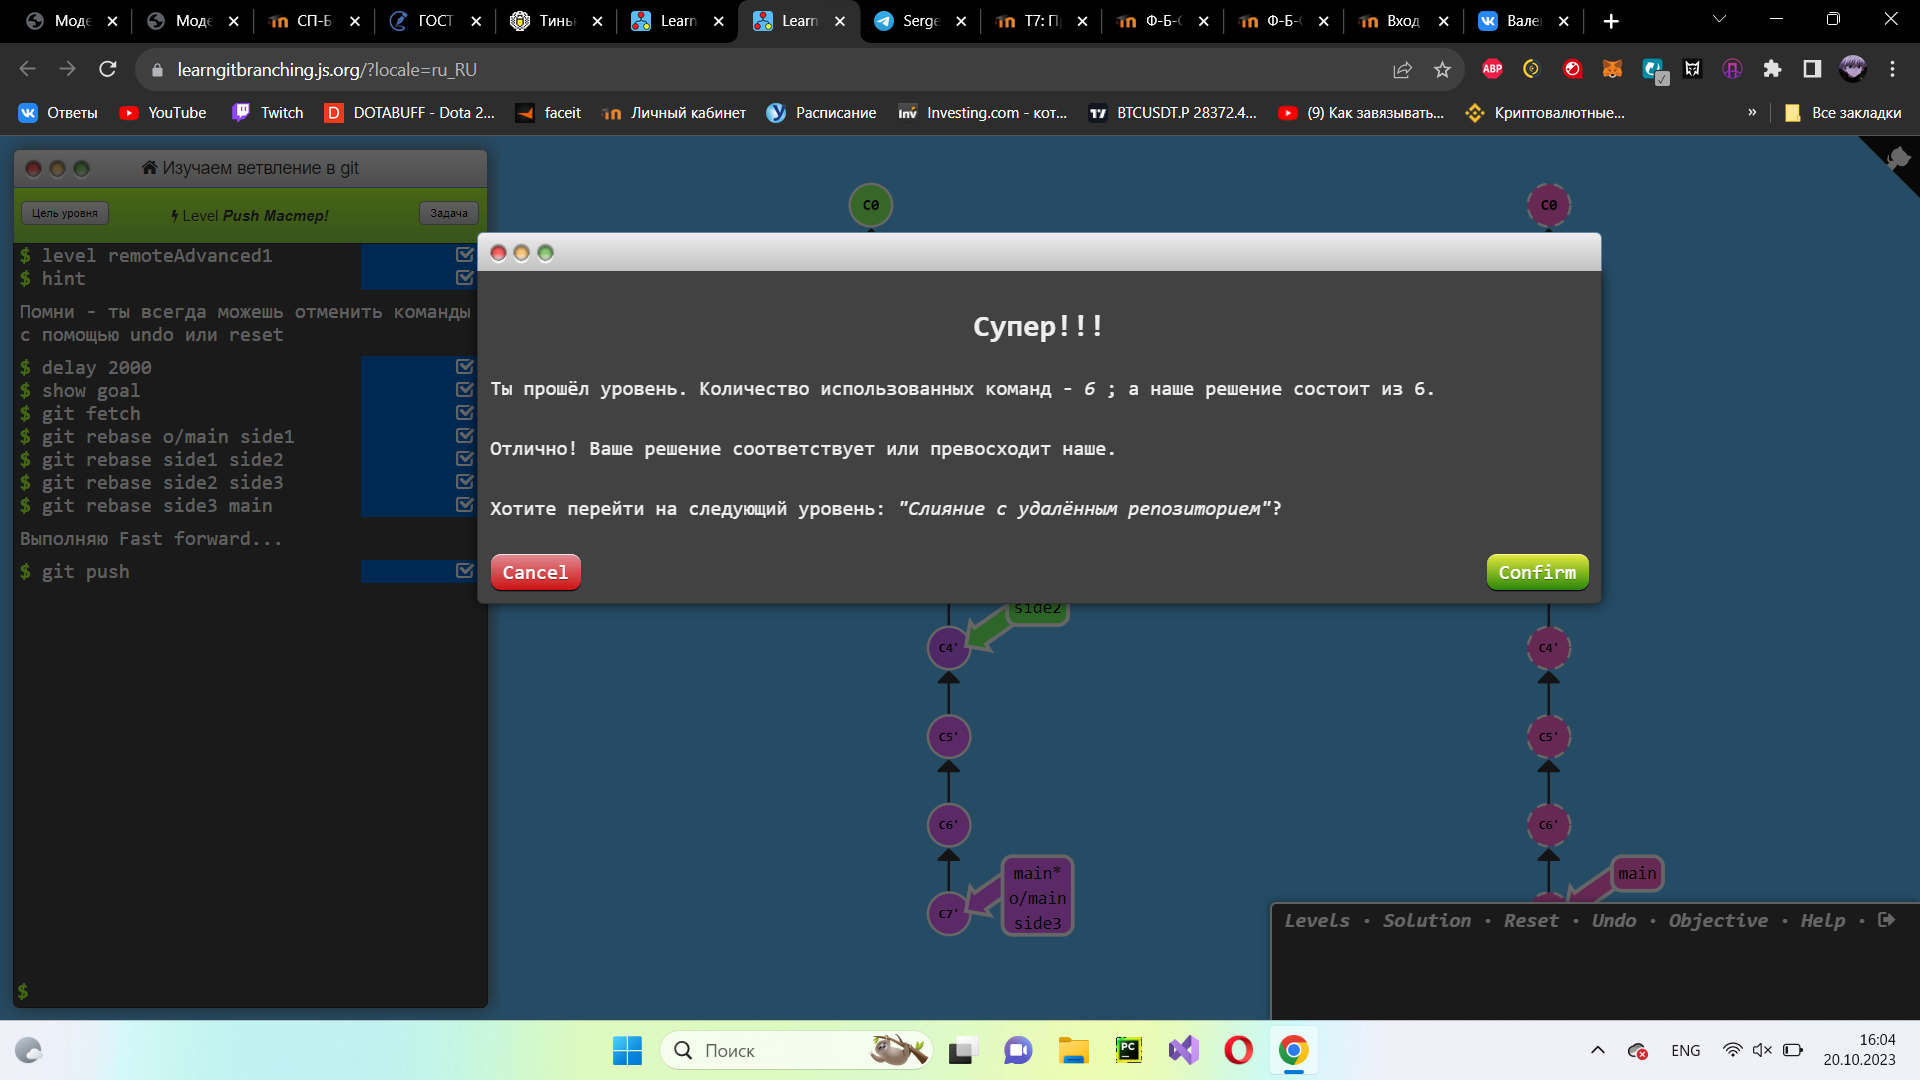 Моде
Моде
СП-Б
ГОСТ
Тинь
Learn
Learn
Serge
Т7: П
Ф-Б-
Ф-Б-
Вход
Вале
learngitbranching.js.org/?locale=ru_RU
ABP
Ответы
YouTube
Twitch
DOTABUFF - Dota 2...
faceit
Личный кабинет
Расписание
Investing.com - кот...
BTCUSDT.P 28372.4...
(9) Как завязывать...
Криптовалютные...
»
Все закладки
Изучаем ветвление в git
Цель уровня
Level Push Мастер!
Задача
$ level remoteAdvanced1
$ hint
Помни - ты всегда можешь отменить команды
с помощью undo или reset
$ delay 2000
$ show goal
$ git fetch
$ git rebase o/main side1
$ git rebase side1 side2
$ git rebase side2 side3
$ git rebase side3 main
Выполняю Fast forward...
$ git push
$
C0
C0
Супер!!!
Ты прошёл уровень. Количество использованных команд - 6 ; а наше решение состоит из 6.
Отлично! Ваше решение соответствует или превосходит наше.
Хотите перейти на следующий уровень: "Слияние с удалённым репозиторием"?
Cancel
Confirm
side2
C4'
C4'
C5'
C5'
C6'
C6'
main*
o/main
side3
C7'
main
Levels · Solution · Reset · Undo · Objective · Help ·
Поиск
PC
ENG
16:04
20.10.2023